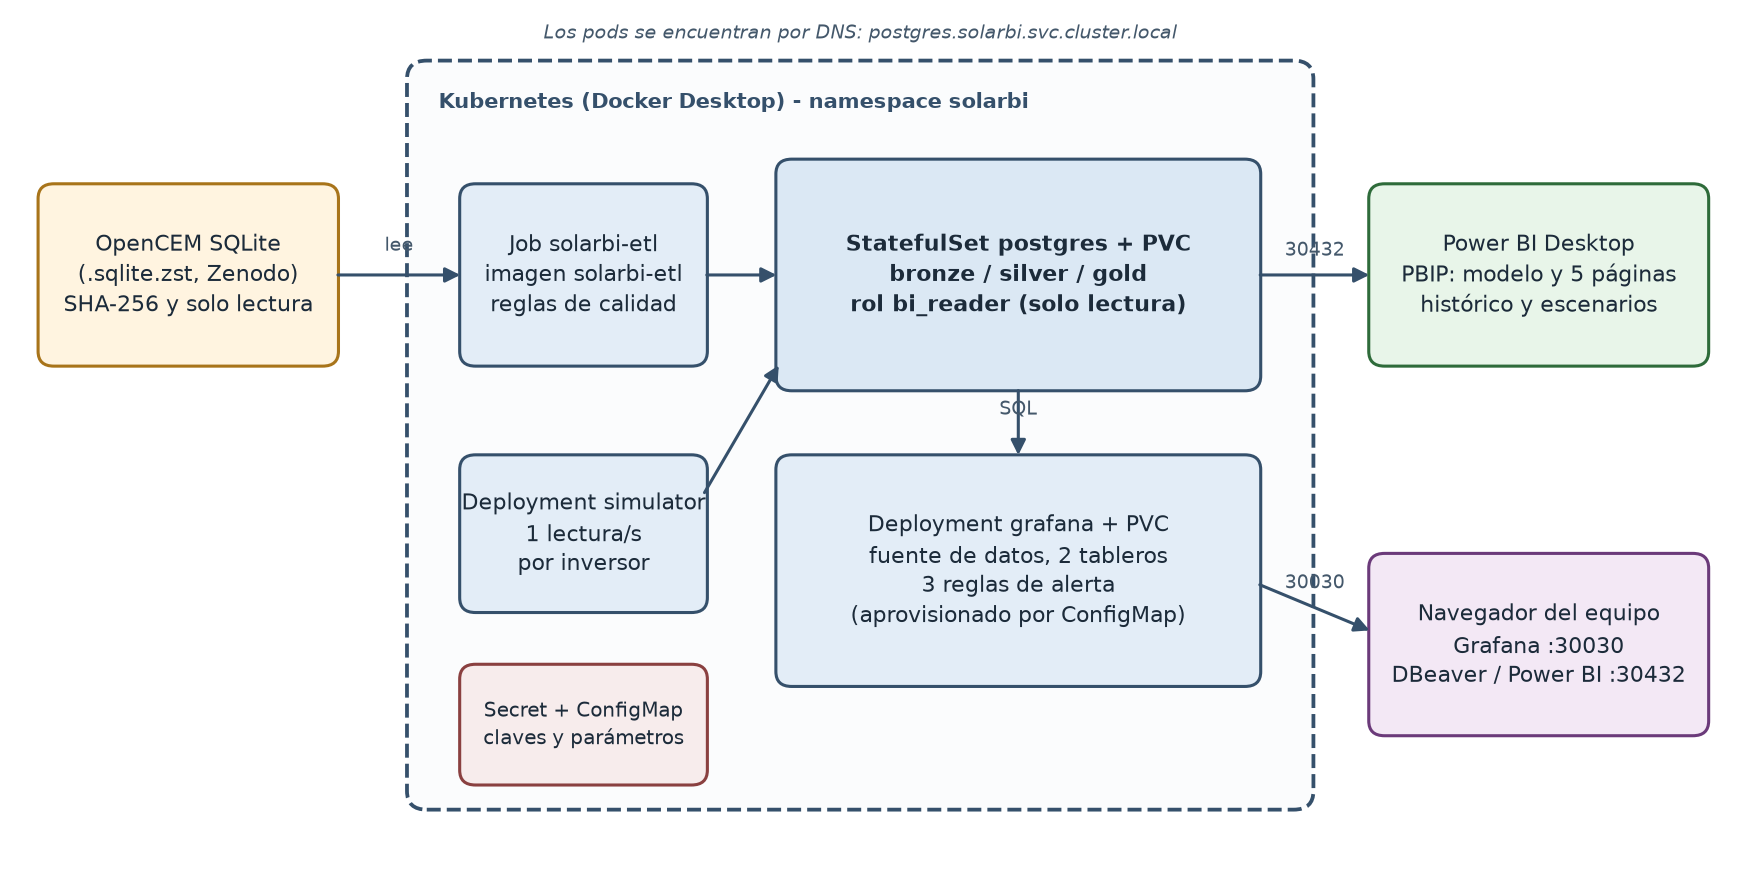 Los pods se encuentran por DNS: postgres.solarbi.svc.cluster.local
Kubernetes (Docker Desktop) - namespace solarbi
OpenCEM SQLite
(.sqlite.zst, Zenodo)
SHA-256 y solo lectura
lee
Job solarbi-etl
imagen solarbi-etl
reglas de calidad
StatefulSet postgres + PVC
bronze / silver / gold
rol bi_reader (solo lectura)
30432
Power BI Desktop
PBIP: modelo y 5 páginas
histórico y escenarios
SQL
Deployment simulator
1 lectura/s
por inversor
Deployment grafana + PVC
fuente de datos, 2 tableros
3 reglas de alerta
(aprovisionado por ConfigMap)
30030
Navegador del equipo
Grafana :30030
DBeaver / Power BI :30432
Secret + ConfigMap
claves y parámetros